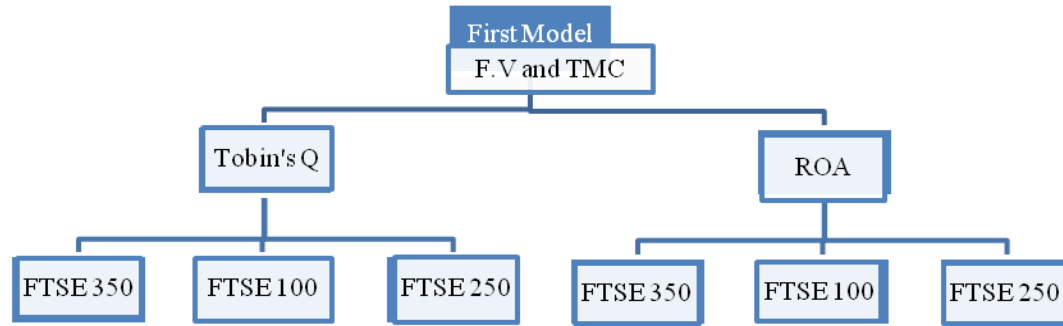 First Model
F.V and TMC
Tobin's Q
ROA
FTSE 350
FTSE 100
FTSE 250
FTSE 350
FTSE 100
FTSE 250